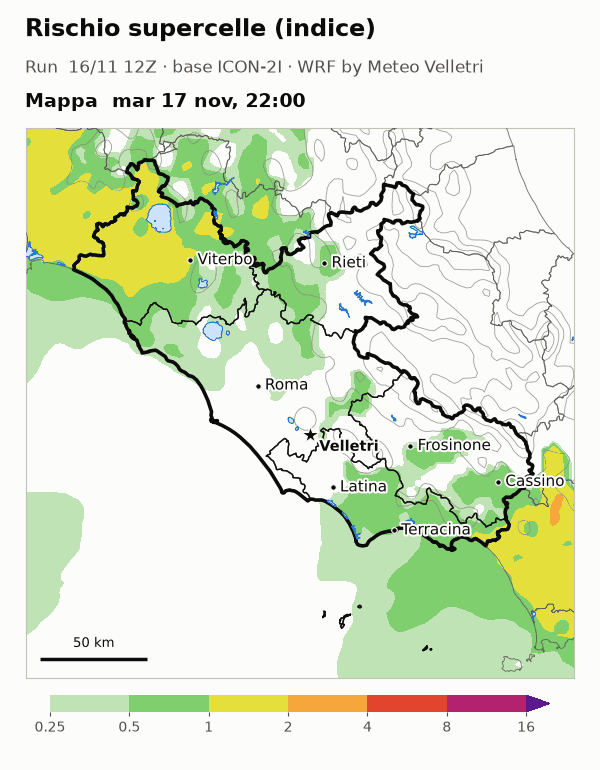 Rischio supercelle (indice)
Run 16/11 12Z · base ICON-2I · WRF by Meteo Velletri
Mappa mar 17 nov, 22:00
Viterbo
Rieti
Roma
Velletri
Frosinone
Latina
Cassino
Terracina
50 km
0.25 0.5 1 2 4 8 16